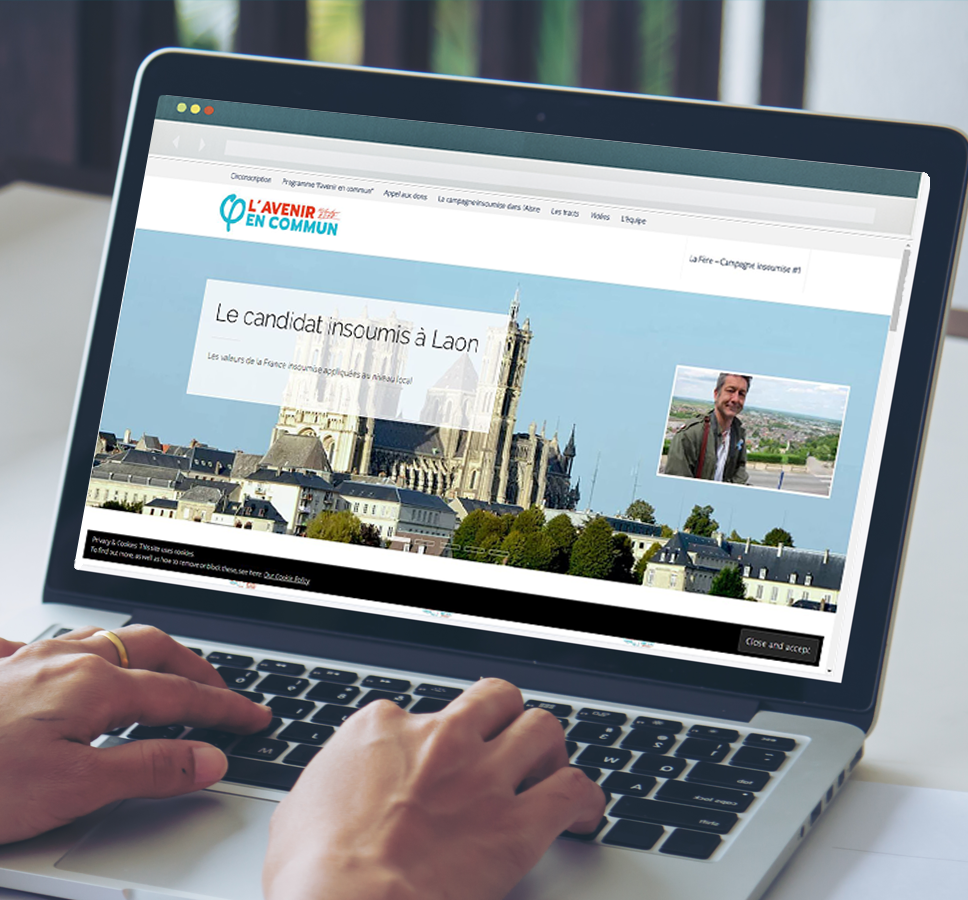 Circonscription Programme "l'avenir en commun" Appel aux dons La campagne insoumise dans l'Aisne Les tracts Vidéos L'équipe
L'AVENIR
EN COMMUN
La Fère – Campagne insoumise #1
Le candidat insoumis à Laon
Les valeurs de la France insoumise appliquées au niveau local
Privacy & Cookies: This site uses cookies.
To find out more, as well as how to remove or block these, see here: Our Cookie Policy
Close and accept